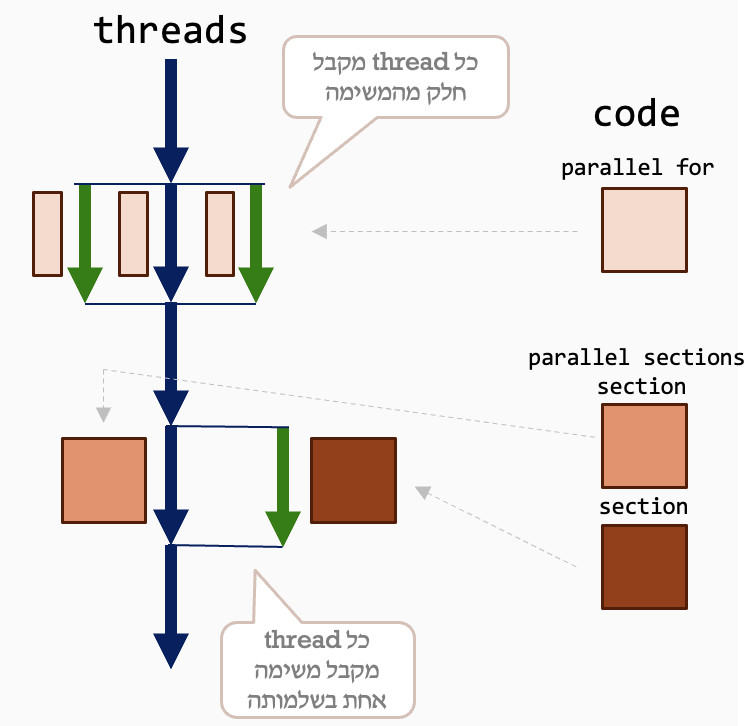 threads
כל thread מקבל
חלק מהמשימה
code
parallel for
parallel sections
section
section
כל thread
מקבל משימה
אחת בשלמותה